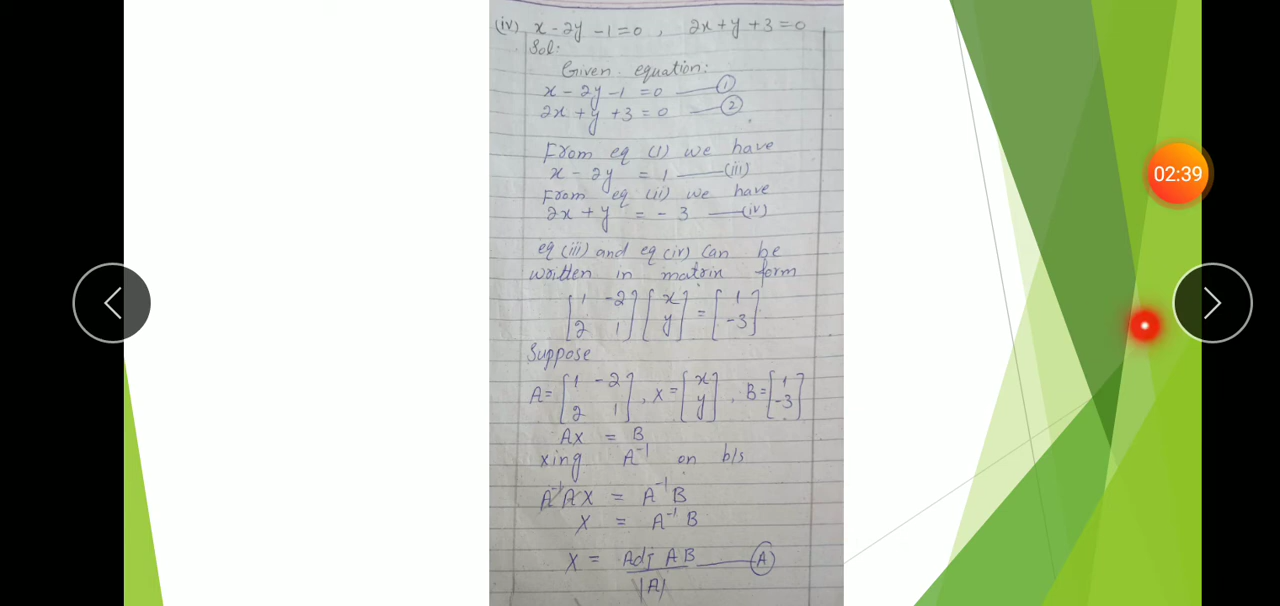 (iv) x - 2y - 1 = 0 , 2x + y + 3 = 0
Sol:
Given equation:
x - 2y - 1 = 0 —— ①
2x + y + 3 = 0 —— ②
From eq (1) we have
x - 2y = 1 —— (iii)
From eq (ii) we have
2x + y = - 3 —— (iv)
eq (iii) and eq (iv) Can be
written in matrix form
[1 -2] [x] = [1]
[2 1] [y] [-3]
Suppose
A = [1 -2] , X = [x] , B = [1]
[2 1] [y] [-3]
AX = B
xing A⁻¹ on b/s
A⁻¹AX = A⁻¹B
X = A⁻¹B
X = Adj AB —— Ⓐ
|A|
02:39